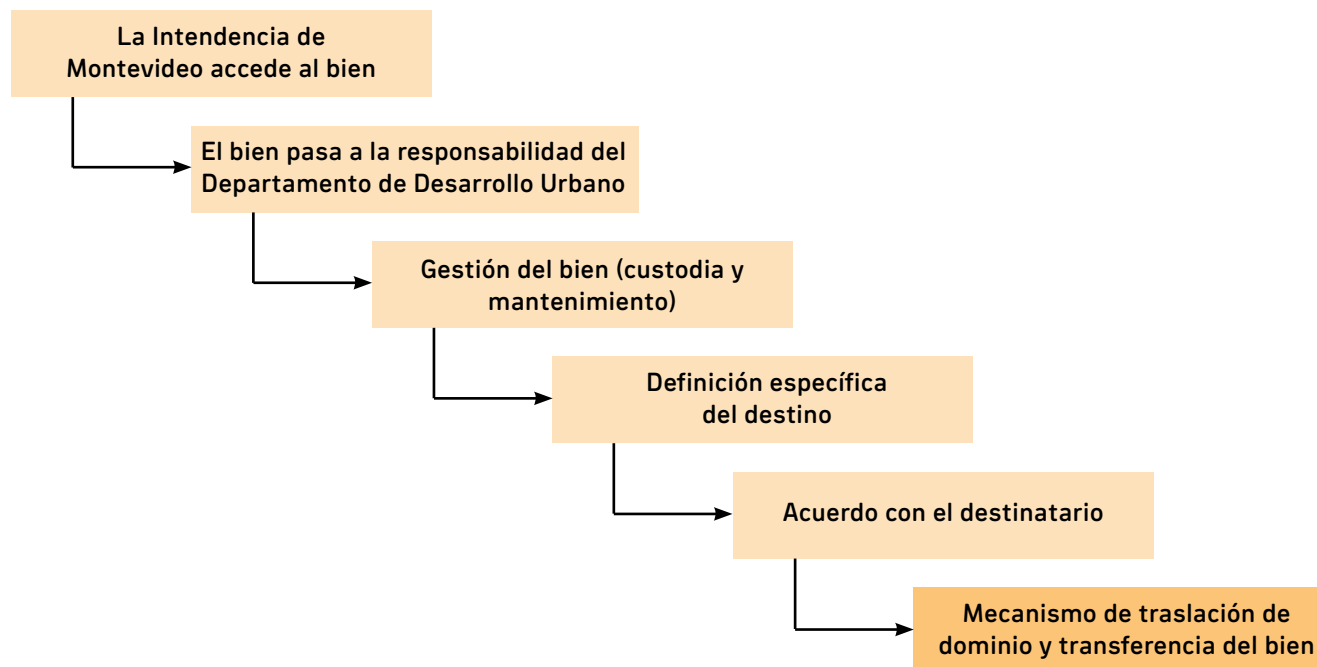 La Intendencia de
Montevideo accede al bien
El bien pasa a la responsabilidad del
Departamento de Desarrollo Urbano
Gestión del bien (custodia y
mantenimiento)
Definición específica
del destino
Acuerdo con el destinatario
Mecanismo de traslación de
dominio y transferencia del bien